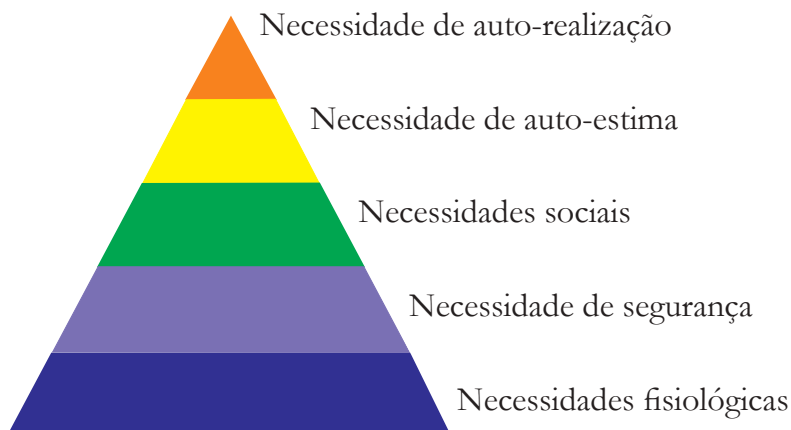 Necessidade de auto-realização
Necessidade de auto-estima
Necessidades sociais
Necessidade de segurança
Necessidades fisiológicas